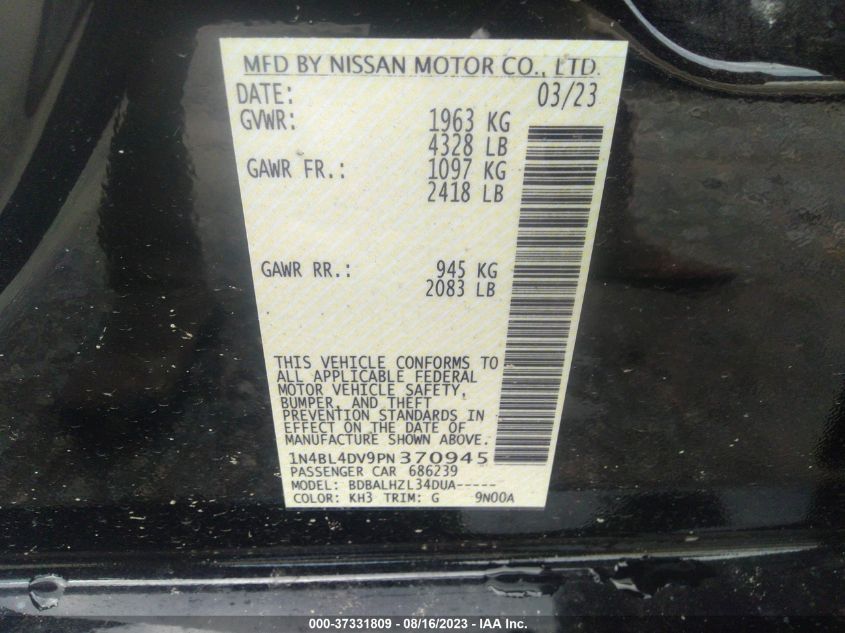 MFD BY NISSAN MOTOR CO., LTD.
DATE: 03/23
GVWR: 1963 KG
4328 LB
GAWR FR.: 1097 KG
2418 LB
GAWR RR.: 945 KG
2083 LB
THIS VEHICLE CONFORMS TO
ALL APPLICABLE FEDERAL
MOTOR VEHICLE SAFETY,
BUMPER, AND THEFT
PREVENTION STANDARDS IN
EFFECT ON THE DATE OF
MANUFACTURE SHOWN ABOVE.
1N4BL4DV9PN370945
PASSENGER CAR 686239
MODEL: BDBALHZL34DUA-----
COLOR: KH3 TRIM: G 9N00A
000-37331809 - 08/16/2023 - IAA Inc.